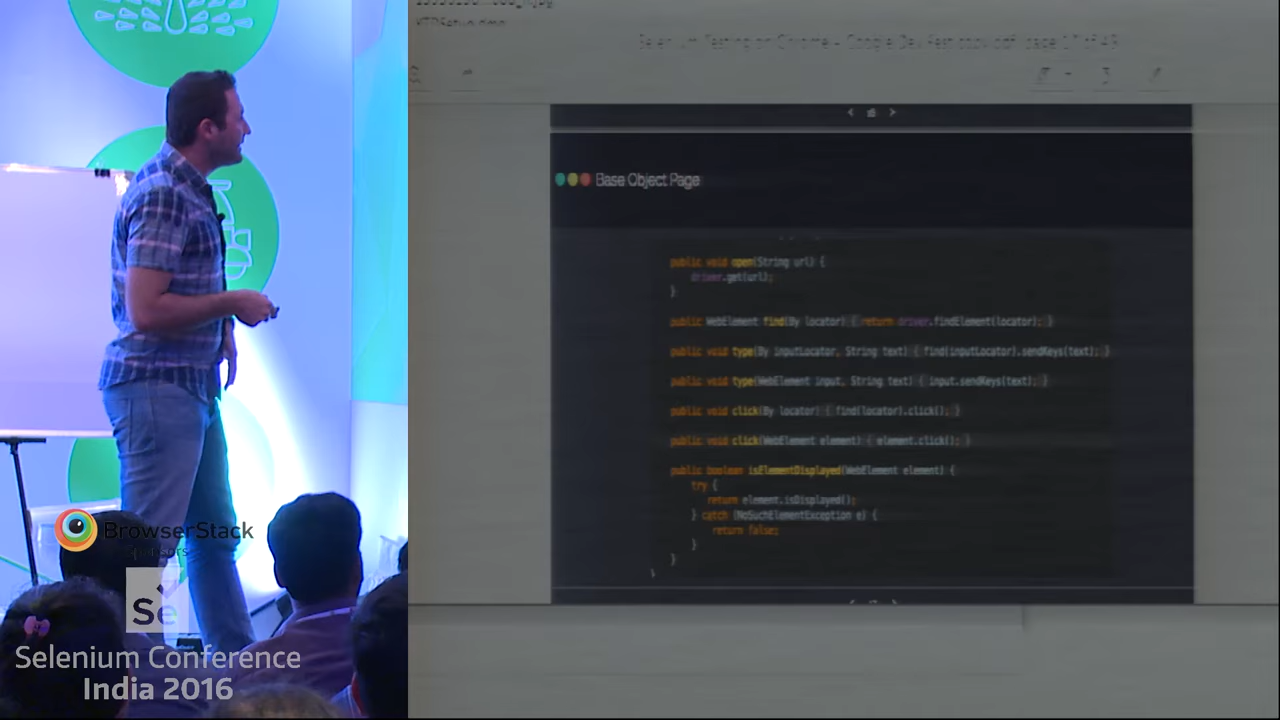 Base Object Page
public void open(String url) {
driver.get(url);
}
public WebElement find(By locator) { return driver.findElement(locator); }
public void type(By inputLocator, String text) { find(inputLocator).sendKeys(text); }
public void type(WebElement input, String text) { input.sendKeys(text); }
public void click(By locator) { find(locator).click(); }
public void click(WebElement element) { element.click(); }
public boolean isElementDisplayed(WebElement element) {
try {
return element.isDisplayed();
} catch (NoSuchElementException e) {
return false;
}
}
}
BrowserStack
Sponsors
Se
Selenium Conference
India 2016